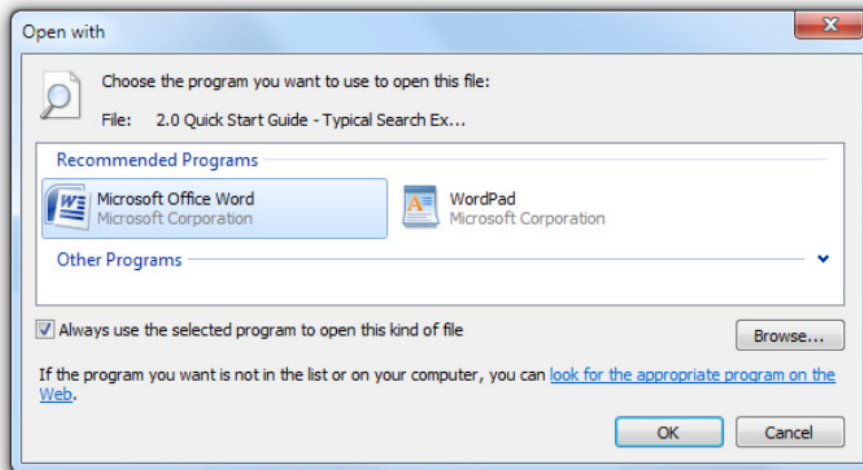 Open with
Choose the program you want to use to open this file:
File: 2.0 Quick Start Guide - Typical Search Ex...
Recommended Programs
Microsoft Office Word
Microsoft Corporation
WordPad
Microsoft Corporation
Other Programs
Always use the selected program to open this kind of file
Browse...
If the program you want is not in the list or on your computer, you can look for the appropriate program on the
Web.
OK
Cancel